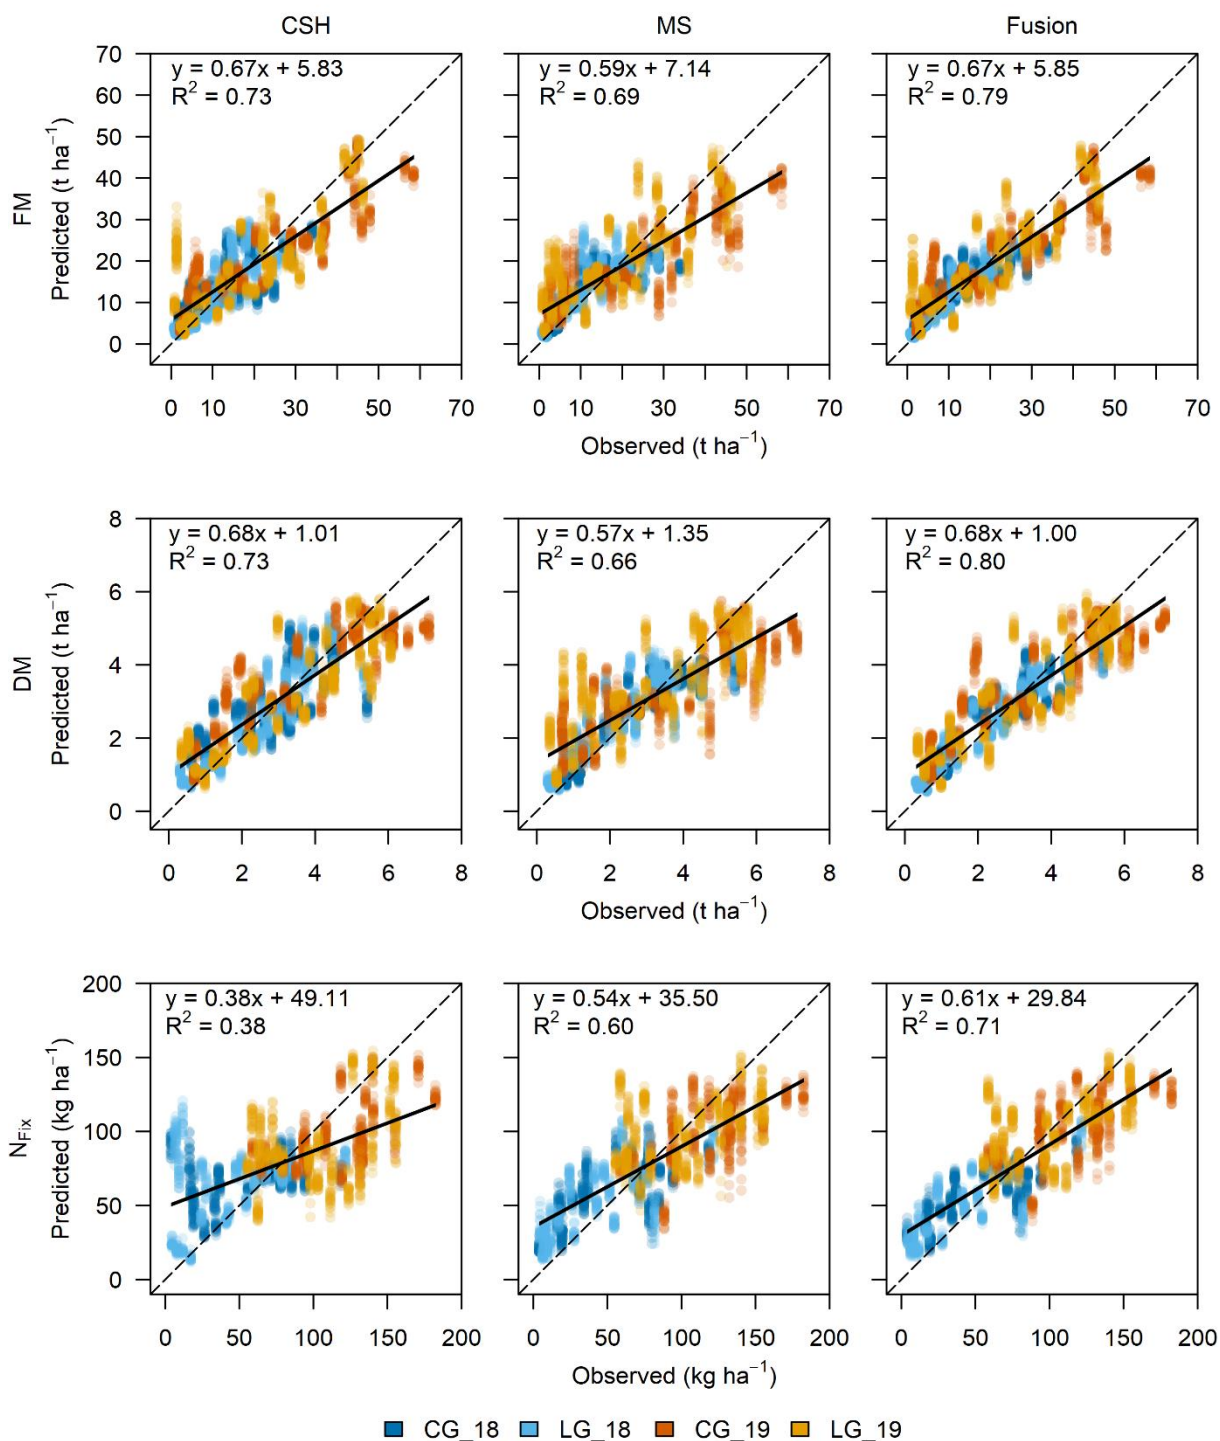 CSH MS Fusion
FM
Predicted (t ha⁻¹)
70
60
50
40
30
20
10
0
y = 0.67x + 5.83
R² = 0.73
y = 0.59x + 7.14
R² = 0.69
y = 0.67x + 5.85
R² = 0.79
0 10 30 50 70
0 10 30 50 70
0 10 30 50 70
Observed (t ha⁻¹)
DM
Predicted (t ha⁻¹)
8
6
4
2
0
y = 0.68x + 1.01
R² = 0.73
y = 0.57x + 1.35
R² = 0.66
y = 0.68x + 1.00
R² = 0.80
0 2 4 6 8
0 2 4 6 8
0 2 4 6 8
Observed (t ha⁻¹)
N_Fix
Predicted (kg ha⁻¹)
200
150
100
50
0
y = 0.38x + 49.11
R² = 0.38
y = 0.54x + 35.50
R² = 0.60
y = 0.61x + 29.84
R² = 0.71
0 50 100 150 200
0 50 100 150 200
0 50 100 150 200
Observed (kg ha⁻¹)
CG_18 LG_18 CG_19 LG_19